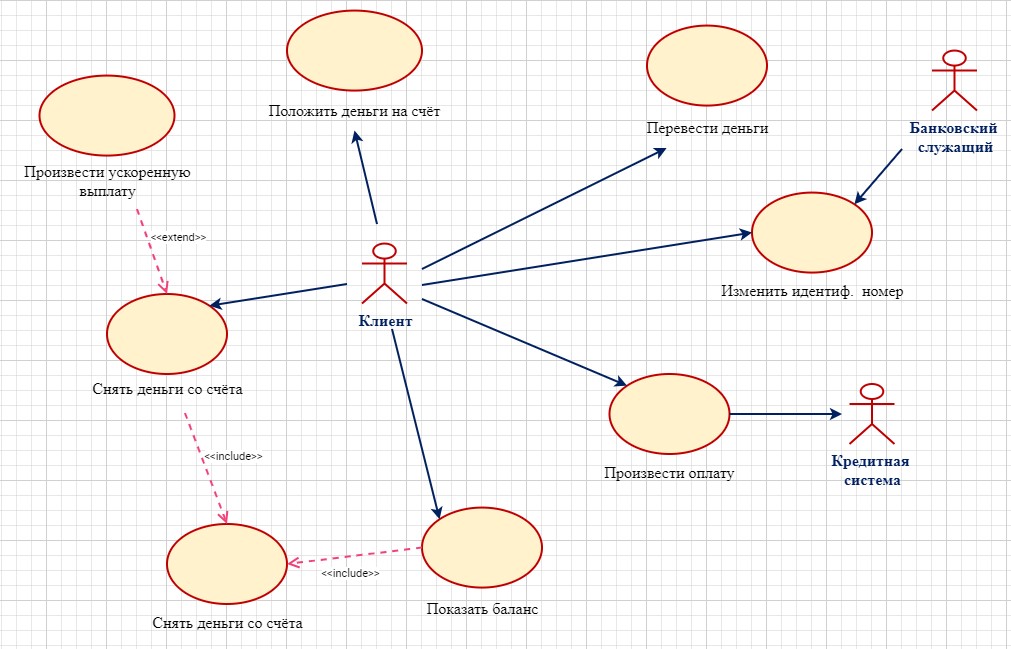 Положить деньги на счёт
Перевести деньги
Банковский
служащий
Произвести ускоренную
выплату
<<extend>>
Изменить идентиф.  номер
Клиент
Снять деньги со счёта
<<include>>
Произвести оплату
Кредитная
система
<<include>>
Показать баланс
Снять деньги со счёта